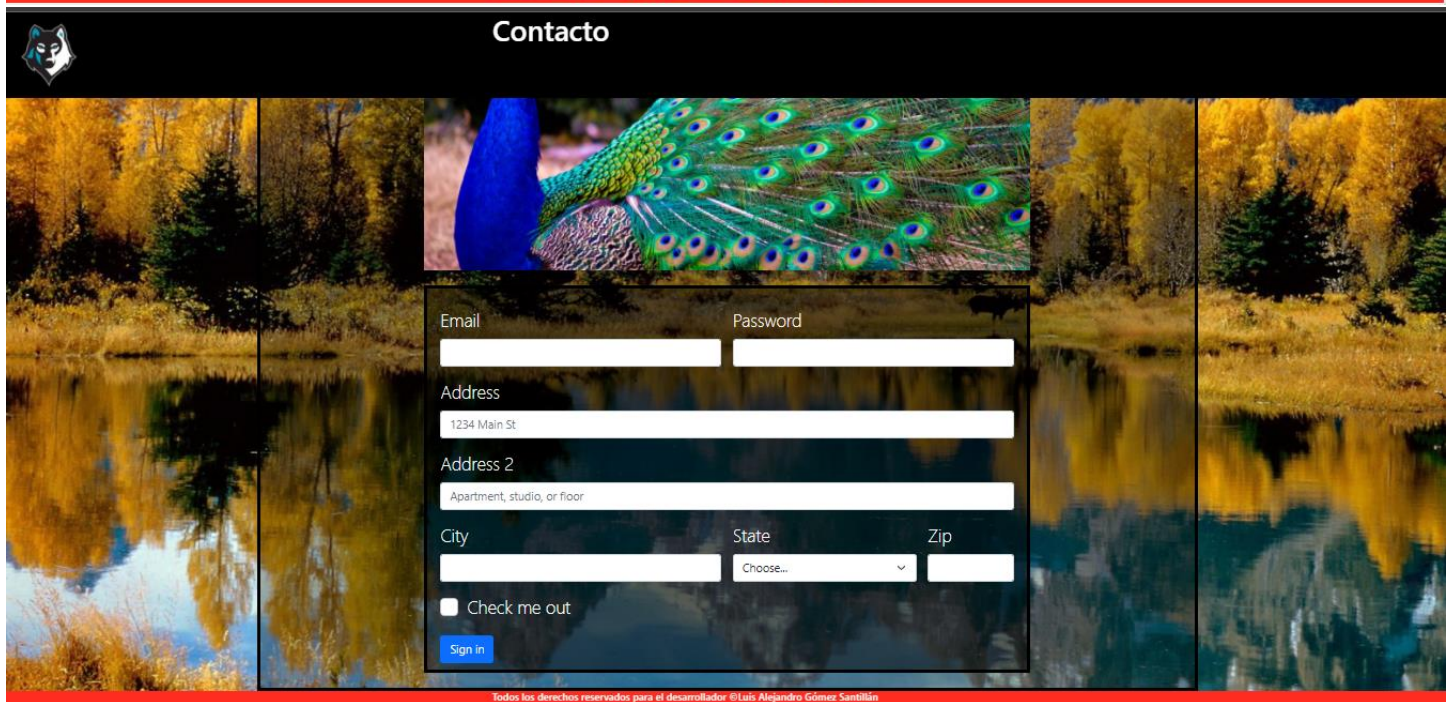 Contacto
Email Password
Address
1234 Main St
Address 2
Apartment, studio, or floor
City State Zip
Choose...
Check me out
Sign in
Todos los derechos reservados para el desarrollador ©Luis Alejandro Gómez Santillán